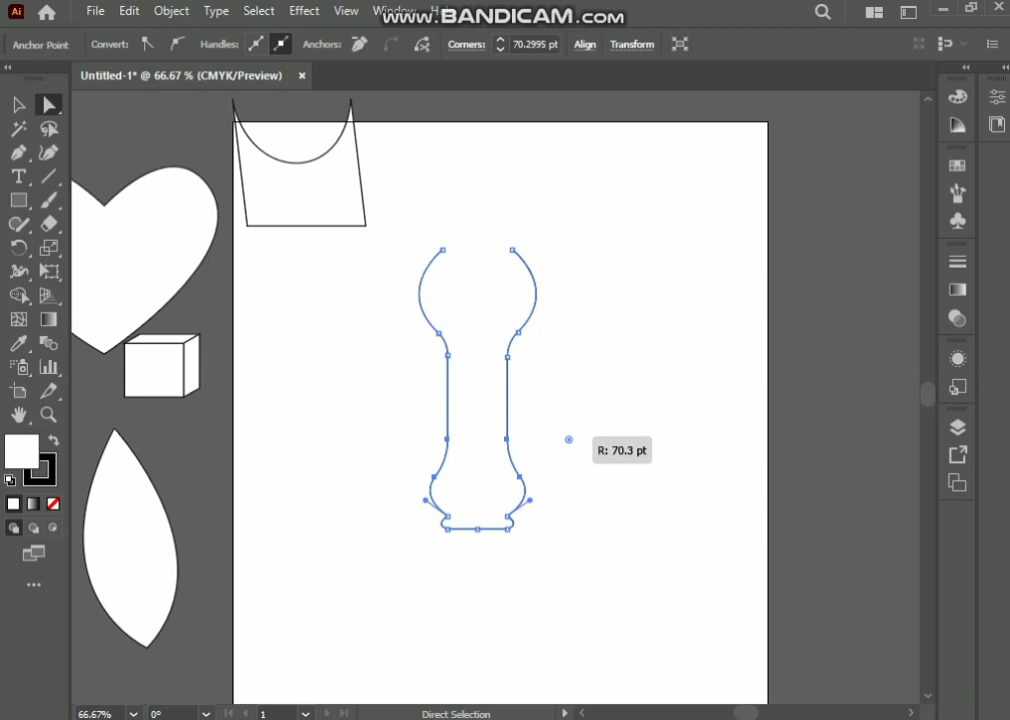 Ai File Edit Object Type Select Effect View Window
www.BANDICAM.com
Anchor Point Convert: Handles: Anchors: Corners: 70.2995 pt Align Transform
Untitled-1* @ 66.67 % (CMYK/Preview) ×
T
R: 70.3 pt
66.67% 0° 1 Direct Selection